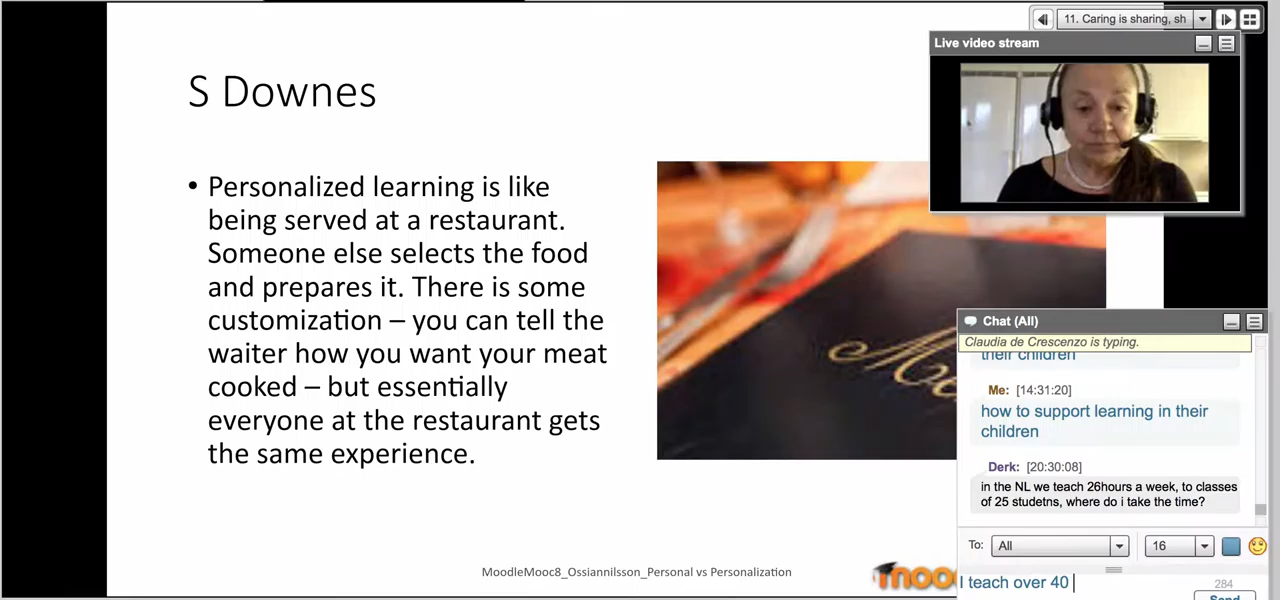 11. Caring is sharing, sh
Live video stream
S Downes
• Personalized learning is like
being served at a restaurant.
Someone else selects the food
and prepares it. There is some
customization – you can tell the
waiter how you want your meat
cooked – but essentially
everyone at the restaurant gets
the same experience.
MoodleMooc8_Ossiannilsson_Personal vs Personalization
Chat (All)
Claudia de Crescenzo is typing.
their children
Me: [14:31:20]
how to support learning in their
children
Derk: [20:30:08]
in the NL we teach 26hours a week, to classes
of 25 studetns, where do i take the time?
To: All 16
I teach over 40
284
Send